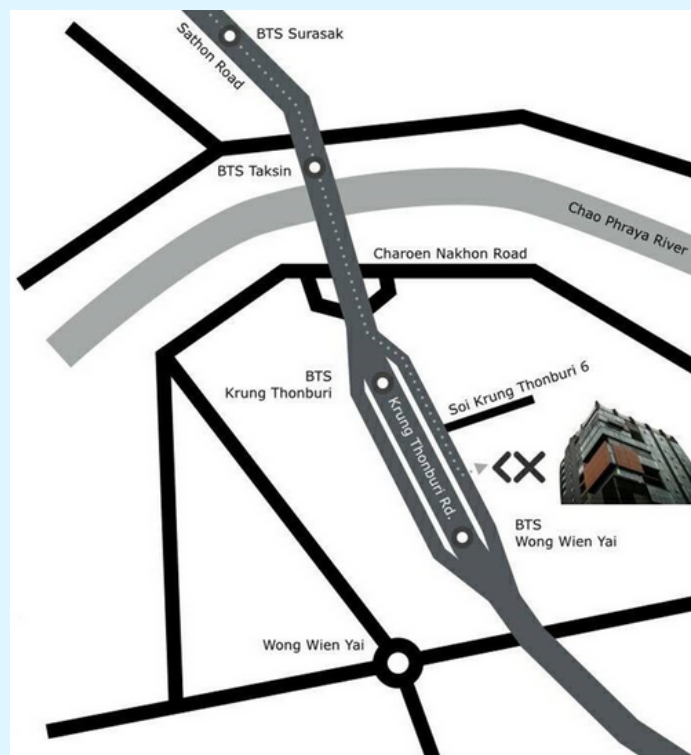 BTS Surasak
Sathon Road
BTS Taksin
Chao Phraya River
Charoen Nakhon Road
BTS
Krung Thonburi
Soi Krung Thonburi 6
Krung Thonburi Rd.
BTS
Wong Wien Yai
Wong Wien Yai